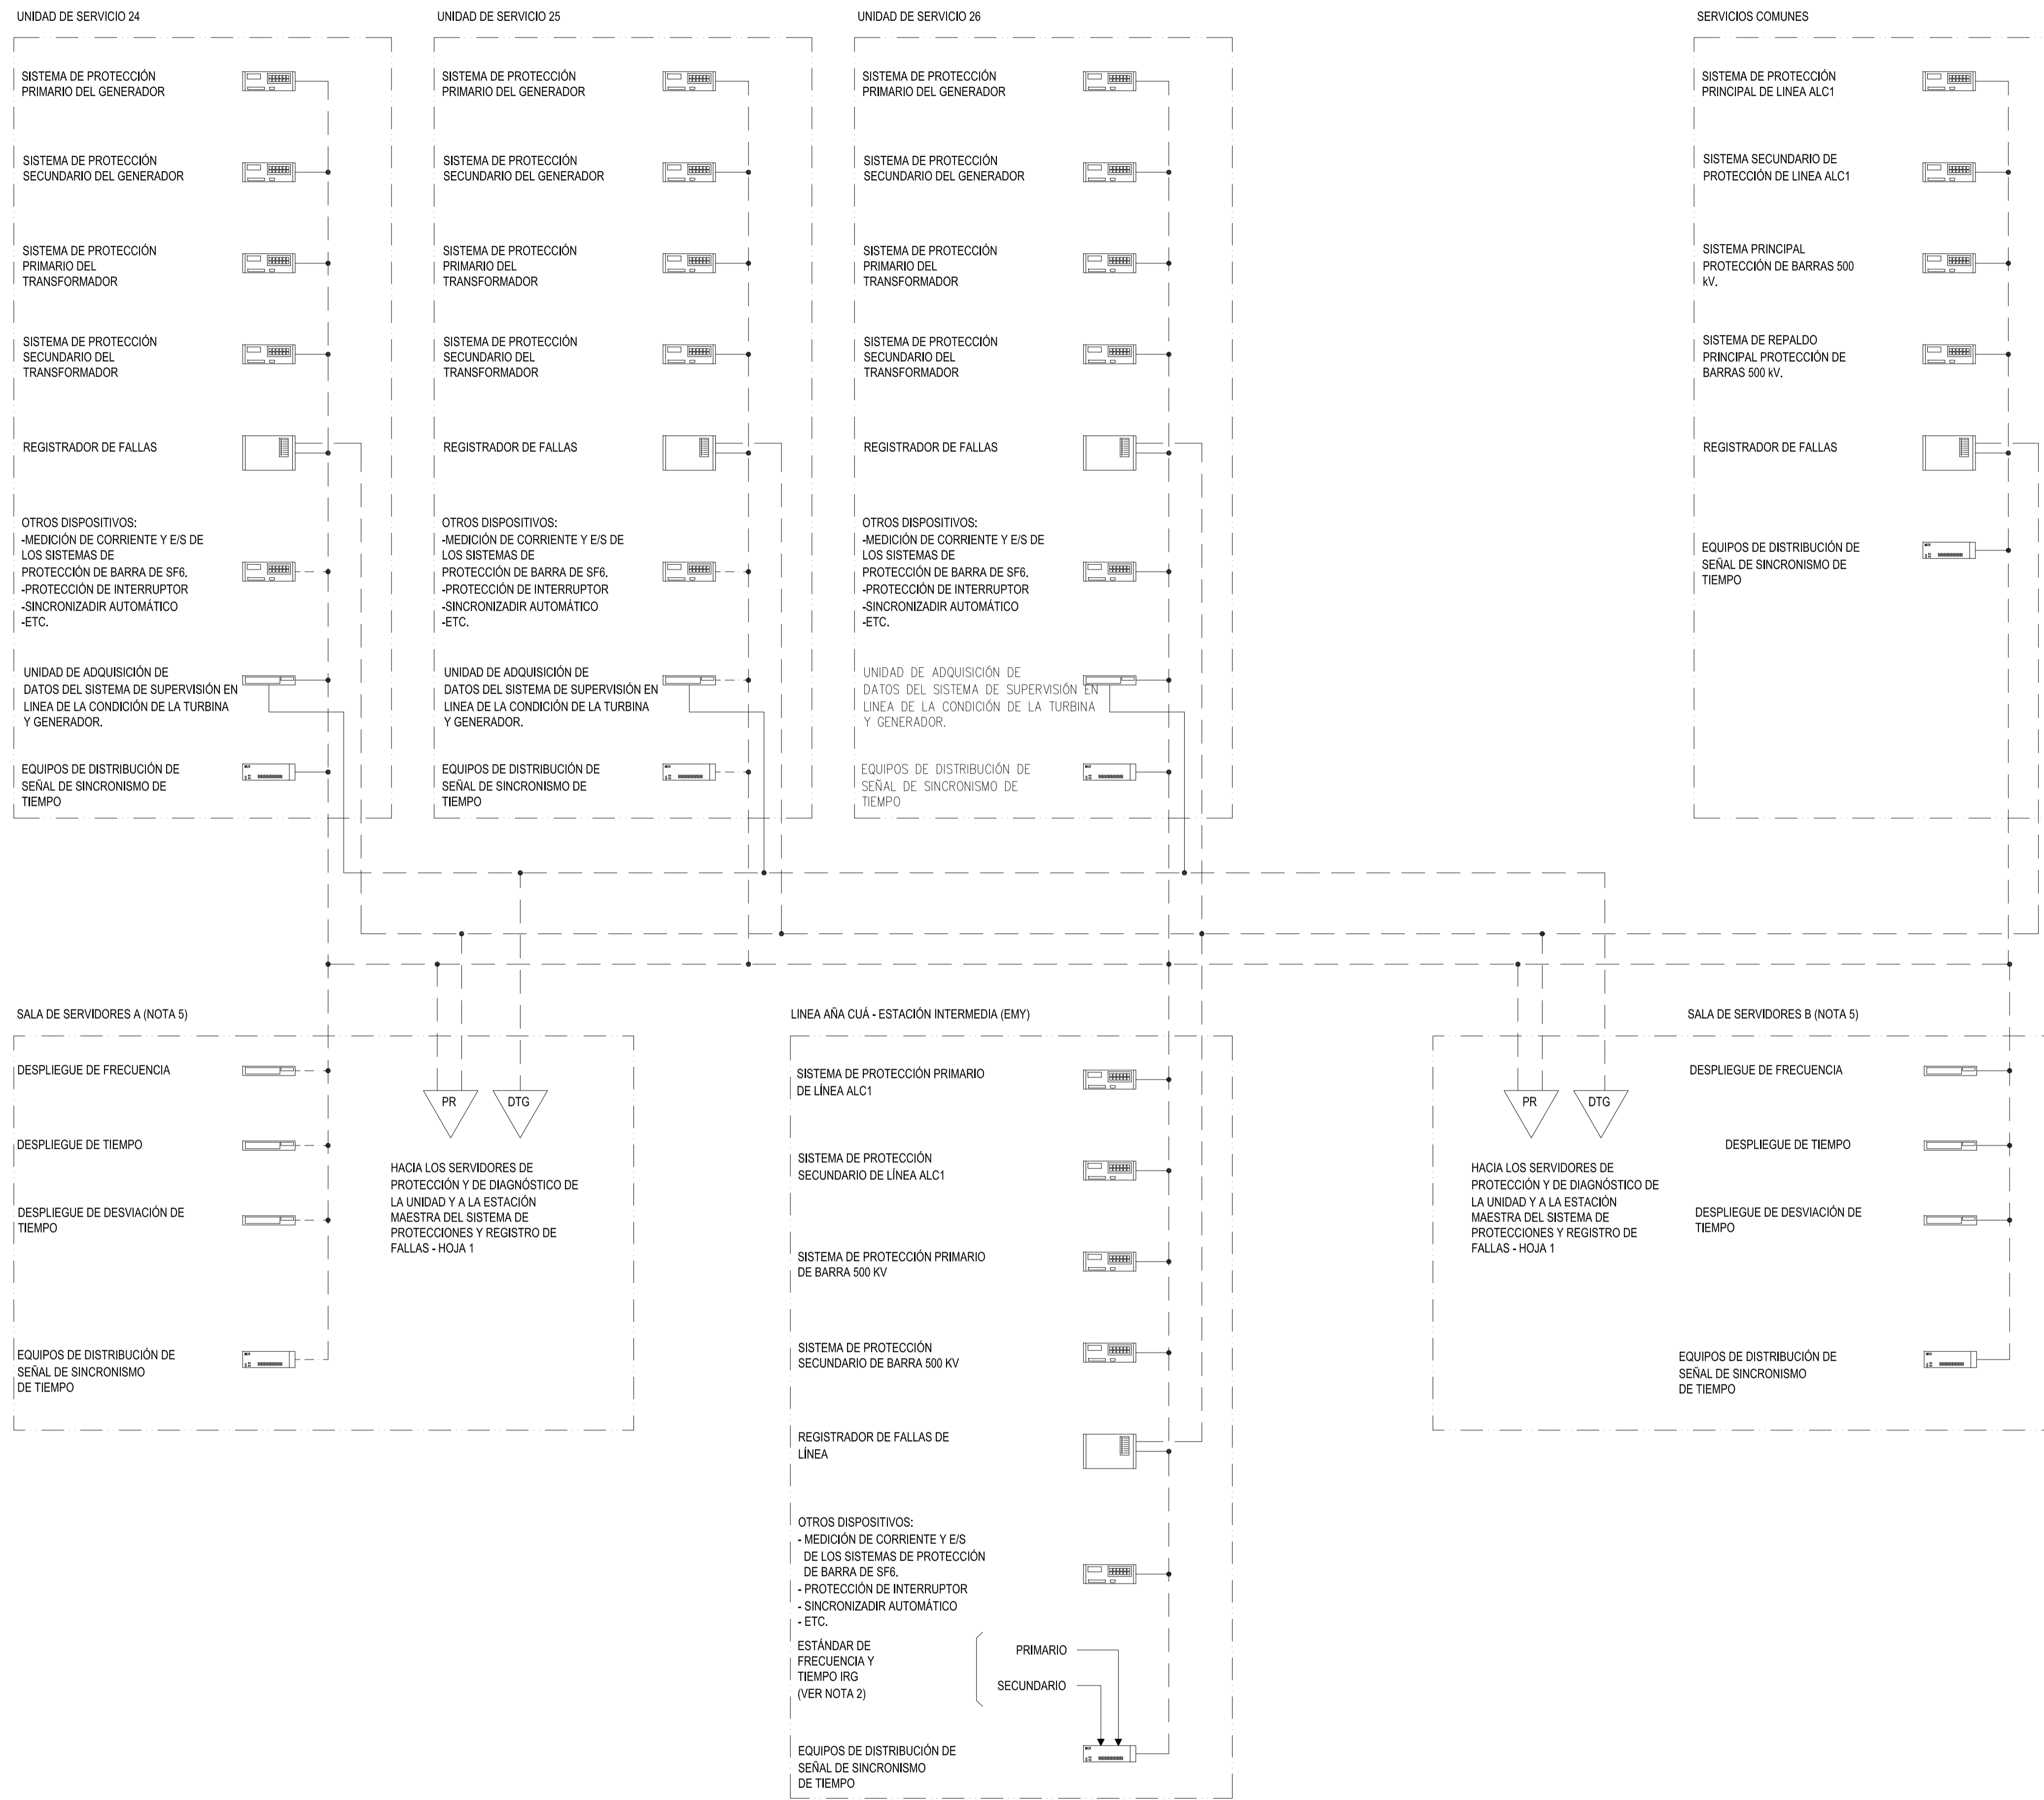 UNIDAD DE SERVICIO 24
SISTEMA DE PROTECCIÓN
PRIMARIO DEL GENERADOR
SISTEMA DE PROTECCIÓN
SECUNDARIO DEL GENERADOR
SISTEMA DE PROTECCIÓN
PRIMARIO DEL
TRANSFORMADOR
SISTEMA DE PROTECCIÓN
SECUNDARIO DEL
TRANSFORMADOR
REGISTRADOR DE FALLAS
OTROS DISPOSITIVOS:
-MEDICIÓN DE CORRIENTE Y E/S DE
LOS SISTEMAS DE
PROTECCIÓN DE BARRA DE SF6.
-PROTECCIÓN DE INTERRUPTOR
-SINCRONIZADIR AUTOMÁTICO
-ETC.
UNIDAD DE ADQUISICIÓN DE
DATOS DEL SISTEMA DE SUPERVISIÓN EN
LINEA DE LA CONDICIÓN DE LA TURBINA
Y GENERADOR.
EQUIPOS DE DISTRIBUCIÓN DE
SEÑAL DE SINCRONISMO DE
TIEMPO
UNIDAD DE SERVICIO 25
SISTEMA DE PROTECCIÓN
PRIMARIO DEL GENERADOR
SISTEMA DE PROTECCIÓN
SECUNDARIO DEL GENERADOR
SISTEMA DE PROTECCIÓN
PRIMARIO DEL
TRANSFORMADOR
SISTEMA DE PROTECCIÓN
SECUNDARIO DEL
TRANSFORMADOR
REGISTRADOR DE FALLAS
OTROS DISPOSITIVOS:
-MEDICIÓN DE CORRIENTE Y E/S DE
LOS SISTEMAS DE
PROTECCIÓN DE BARRA DE SF6.
-PROTECCIÓN DE INTERRUPTOR
-SINCRONIZADIR AUTOMÁTICO
-ETC.
UNIDAD DE ADQUISICIÓN DE
DATOS DEL SISTEMA DE SUPERVISIÓN EN
LINEA DE LA CONDICIÓN DE LA TURBINA
Y GENERADOR.
EQUIPOS DE DISTRIBUCIÓN DE
SEÑAL DE SINCRONISMO DE
TIEMPO
UNIDAD DE SERVICIO 26
SISTEMA DE PROTECCIÓN
PRIMARIO DEL GENERADOR
SISTEMA DE PROTECCIÓN
SECUNDARIO DEL GENERADOR
SISTEMA DE PROTECCIÓN
PRIMARIO DEL
TRANSFORMADOR
SISTEMA DE PROTECCIÓN
SECUNDARIO DEL
TRANSFORMADOR
REGISTRADOR DE FALLAS
OTROS DISPOSITIVOS:
-MEDICIÓN DE CORRIENTE Y E/S DE
LOS SISTEMAS DE
PROTECCIÓN DE BARRA DE SF6.
-PROTECCIÓN DE INTERRUPTOR
-SINCRONIZADIR AUTOMÁTICO
-ETC.
UNIDAD DE ADQUISICIÓN DE
DATOS DEL SISTEMA DE SUPERVISIÓN EN
LINEA DE LA CONDICIÓN DE LA TURBINA
Y GENERADOR.
EQUIPOS DE DISTRIBUCIÓN DE
SEÑAL DE SINCRONISMO DE
TIEMPO
SERVICIOS COMUNES
SISTEMA DE PROTECCIÓN
PRINCIPAL DE LINEA ALC1
SISTEMA SECUNDARIO DE
PROTECCIÓN DE LINEA ALC1
SISTEMA PRINCIPAL
PROTECCIÓN DE BARRAS 500
kV.
SISTEMA DE REPALDO
PRINCIPAL PROTECCIÓN DE
BARRAS 500 kV.
REGISTRADOR DE FALLAS
EQUIPOS DE DISTRIBUCIÓN DE
SEÑAL DE SINCRONISMO DE
TIEMPO
SALA DE SERVIDORES A (NOTA 5)
DESPLIEGUE DE FRECUENCIA
DESPLIEGUE DE TIEMPO
DESPLIEGUE DE DESVIACIÓN DE
TIEMPO
EQUIPOS DE DISTRIBUCIÓN DE
SEÑAL DE SINCRONISMO
DE TIEMPO
PR
DTG
HACIA LOS SERVIDORES DE
PROTECCIÓN Y DE DIAGNÓSTICO DE
LA UNIDAD Y A LA ESTACIÓN
MAESTRA DEL SISTEMA DE
PROTECCIONES Y REGISTRO DE
FALLAS - HOJA 1
LINEA AÑA CUÁ - ESTACIÓN INTERMEDIA (EMY)
SISTEMA DE PROTECCIÓN PRIMARIO
DE LÍNEA ALC1
SISTEMA DE PROTECCIÓN
SECUNDARIO DE LÍNEA ALC1
SISTEMA DE PROTECCIÓN PRIMARIO
DE BARRA 500 KV
SISTEMA DE PROTECCIÓN
SECUNDARIO DE BARRA 500 KV
REGISTRADOR DE FALLAS DE
LÍNEA
OTROS DISPOSITIVOS:
- MEDICIÓN DE CORRIENTE Y E/S
DE LOS SISTEMAS DE PROTECCIÓN
DE BARRA DE SF6.
- PROTECCIÓN DE INTERRUPTOR
- SINCRONIZADIR AUTOMÁTICO
- ETC.
ESTÁNDAR DE
FRECUENCIA Y
TIEMPO IRG
(VER NOTA 2)
PRIMARIO
SECUNDARIO
EQUIPOS DE DISTRIBUCIÓN DE
SEÑAL DE SINCRONISMO
DE TIEMPO
SALA DE SERVIDORES B (NOTA 5)
PR
DTG
HACIA LOS SERVIDORES DE
PROTECCIÓN Y DE DIAGNÓSTICO DE
LA UNIDAD Y A LA ESTACIÓN
MAESTRA DEL SISTEMA DE
PROTECCIONES Y REGISTRO DE
FALLAS - HOJA 1
DESPLIEGUE DE FRECUENCIA
DESPLIEGUE DE TIEMPO
DESPLIEGUE DE DESVIACIÓN DE
TIEMPO
EQUIPOS DE DISTRIBUCIÓN DE
SEÑAL DE SINCRONISMO
DE TIEMPO